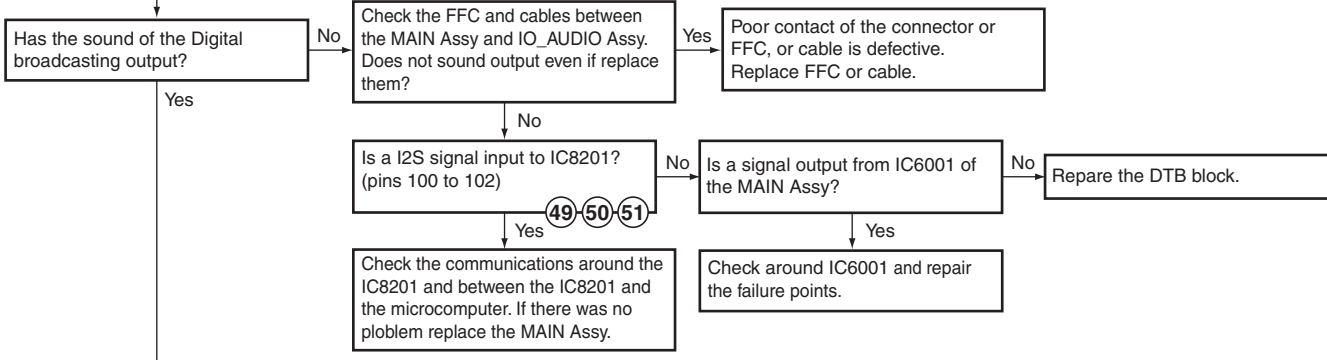 Has the sound of the Digital
broadcasting output?
No
Check the FFC and cables between
the MAIN Assy and IO_AUDIO Assy.
Does not sound output even if replace
them?
Yes
Poor contact of the connector or
FFC, or cable is defective.
Replace FFC or cable.
Yes
No
Is a I2S signal input to IC8201?
(pins 100 to 102)
49 50 51
No
Is a signal output from IC6001 of
the MAIN Assy?
No
Repare the DTB block.
Yes
Check the communications around the
IC8201 and between the IC8201 and
the microcomputer. If there was no
ploblem replace the MAIN Assy.
Yes
Check around IC6001 and repair
the failure points.